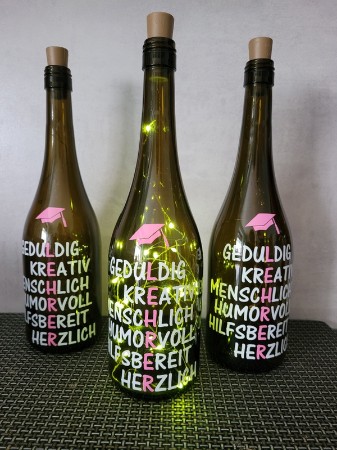 GEDULDIG
KREATIV
MENSCHLICH
HUMORVOLL
HILFSBEREIT
HERZLICH
GEDULDIG
KREATIV
MENSCHLICH
HUMORVOLL
HILFSBEREIT
HERZLICH
GEDULDIG
KREATIV
MENSCHLICH
HUMORVOLL
HILFSBEREIT
HERZLICH